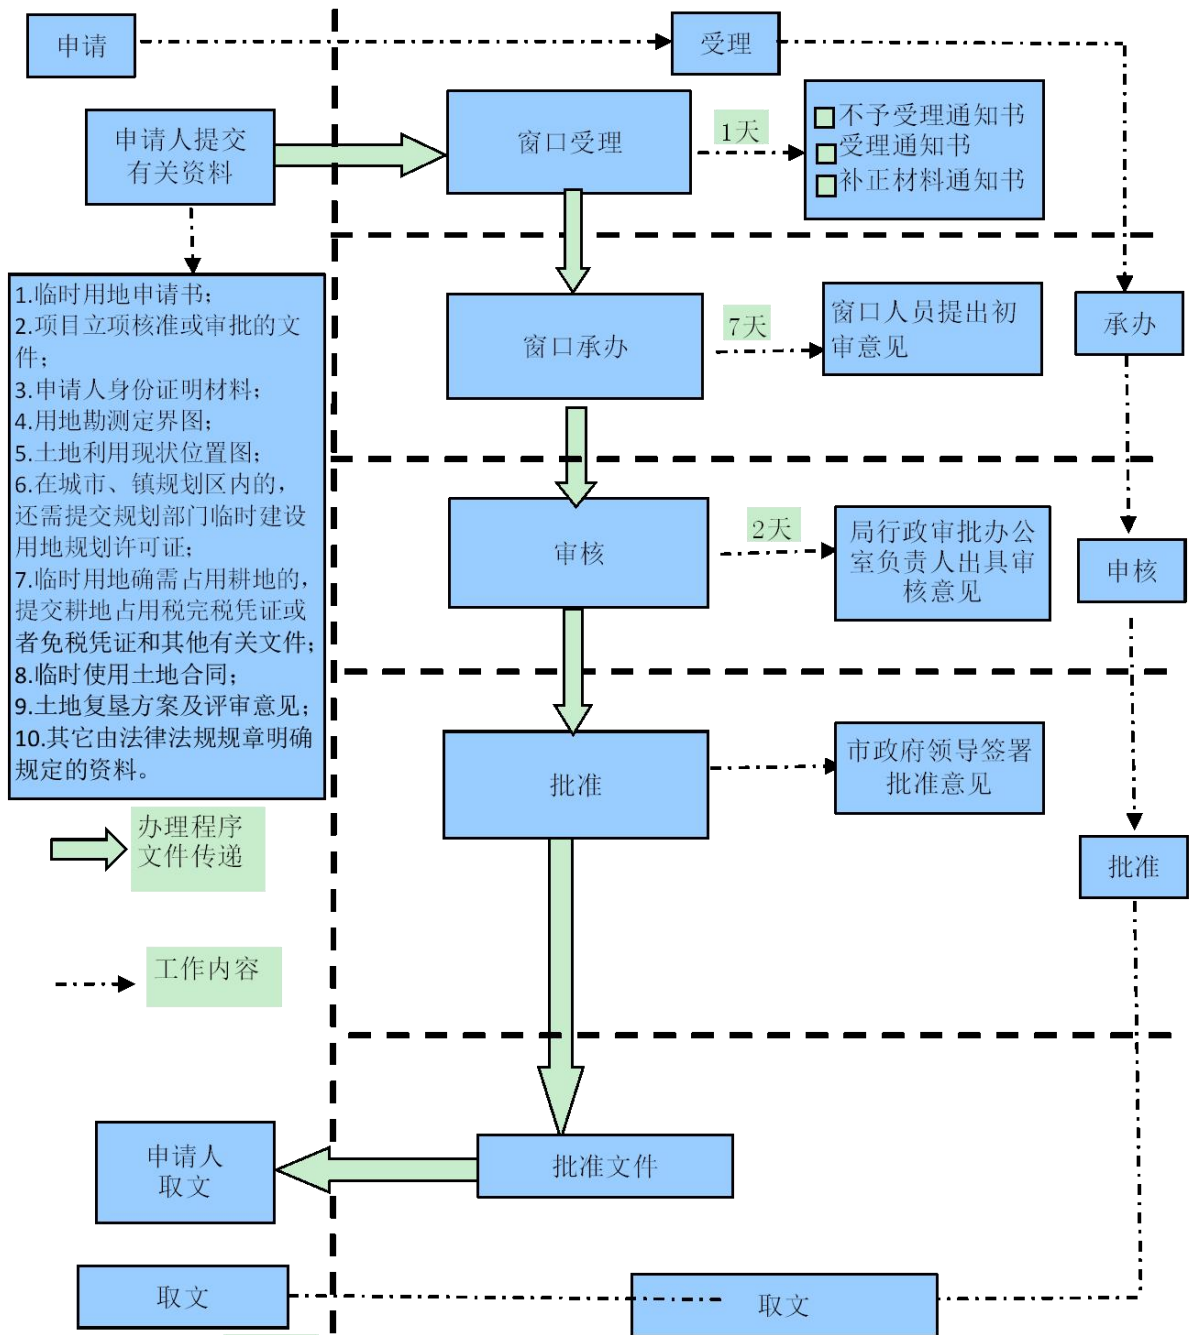 申请
受理
申请人提交
有关资料
窗口受理
1天
不予受理通知书
受理通知书
补正材料通知书
1.临时用地申请书；
2.项目立项核准或审批的文
件；
3.申请人身份证明材料；
4.用地勘测定界图；
5.土地利用现状位置图；
6.在城市、镇规划区内的，
还需提交规划部门临时建设
用地规划许可证；
7.临时用地确需占用耕地的，
提交耕地占用税完税凭证或
者免税凭证和其他有关文件；
8.临时使用土地合同；
9.土地复垦方案及评审意见；
10.其它由法律法规规章明确
规定的资料。
窗口承办
7天
窗口人员提出初
审意见
承办
审核
2天
局行政审批办公
室负责人出具审
核意见
申核
批准
市政府领导签署
批准意见
批准
办理程序
文件传递
工作内容
申请人
取文
批准文件
取文
取文